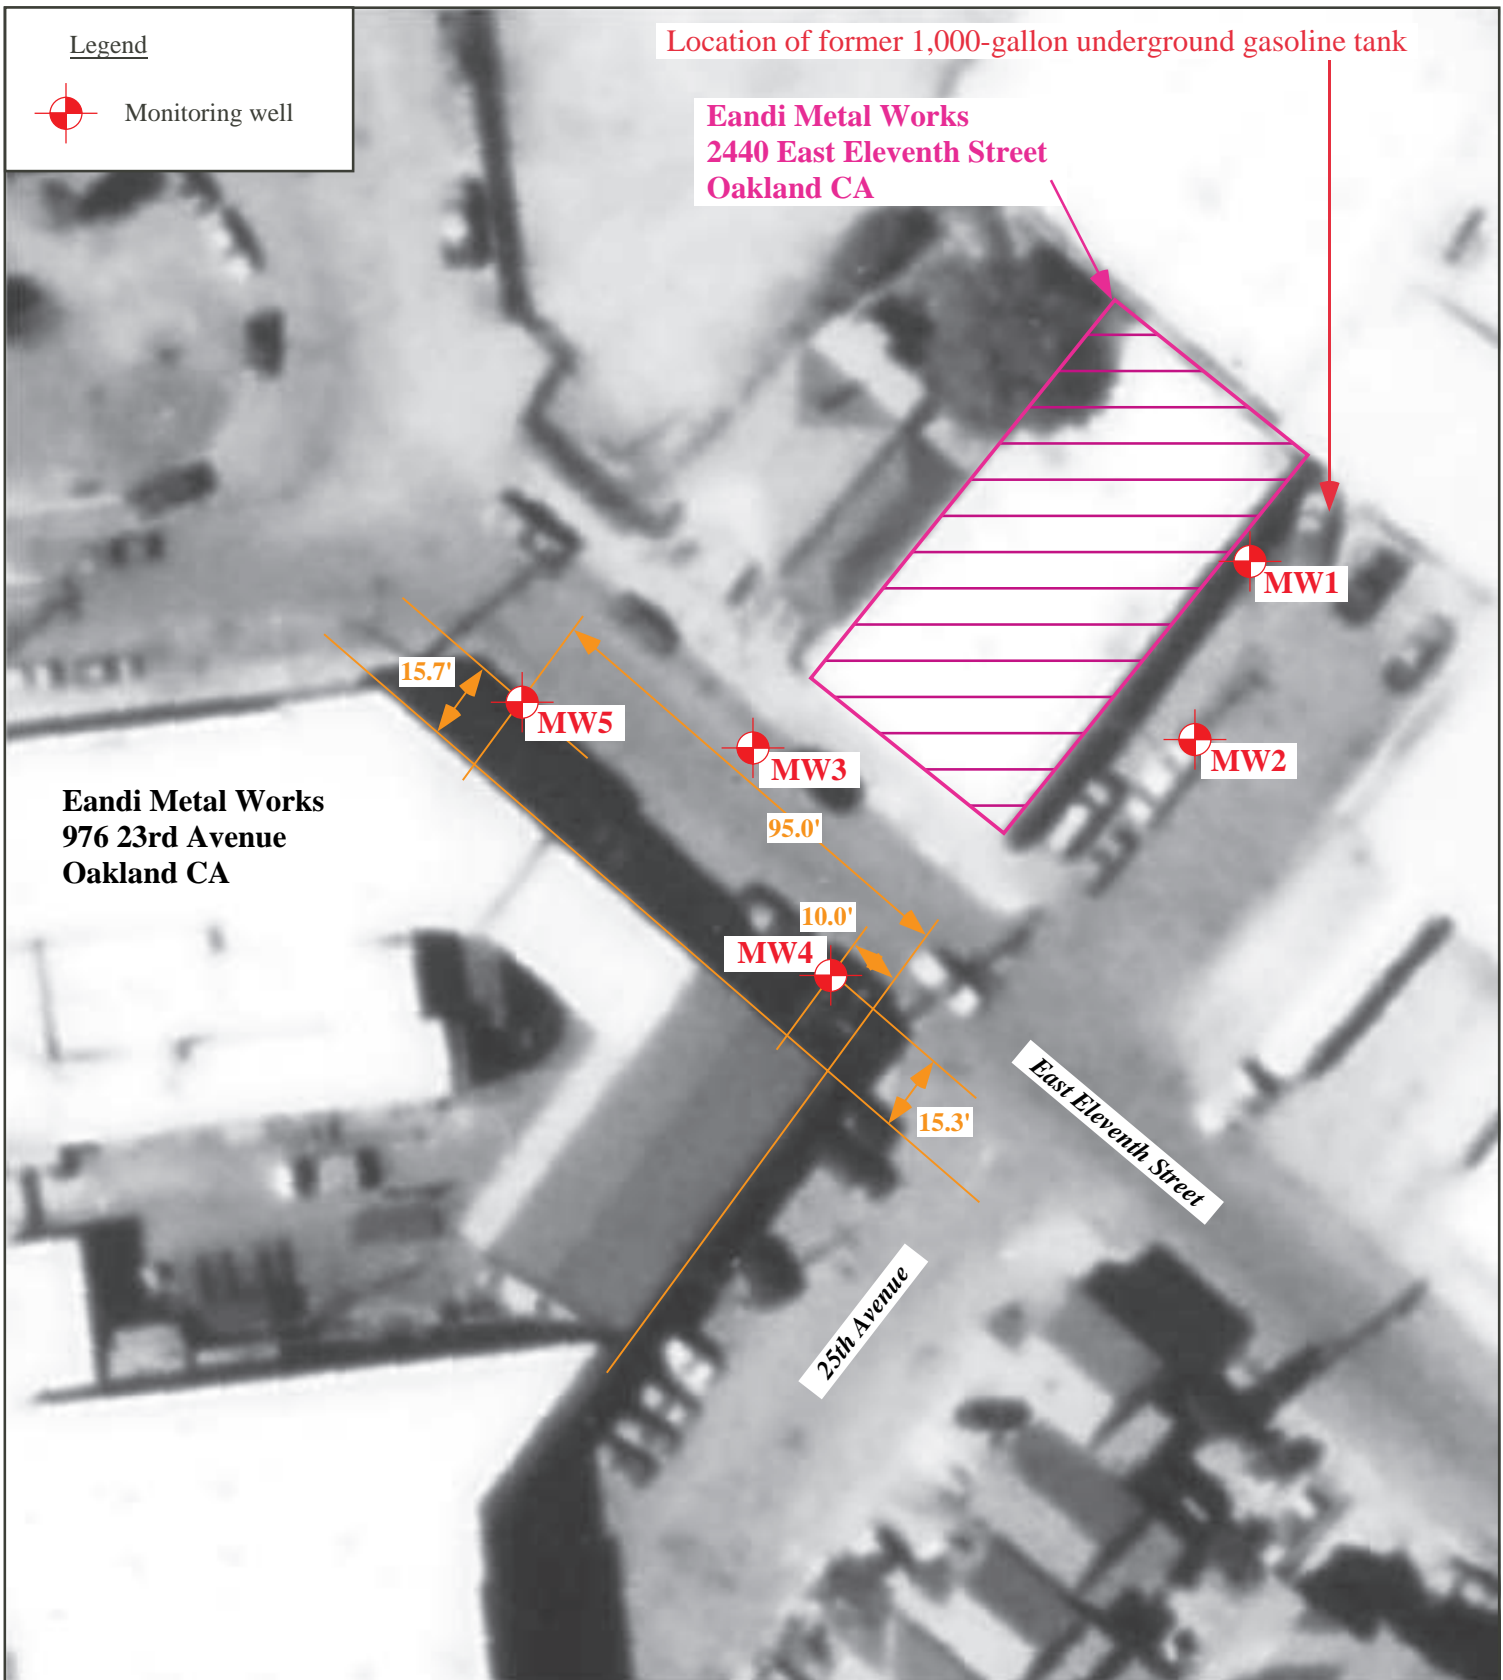 Legend
Monitoring well
Location of former 1,000-gallon underground gasoline tank
Eandi Metal Works
2440 East Eleventh Street
Oakland CA
MW1
15.7'
MW5
MW2
MW3
Eandi Metal Works
976 23rd Avenue
Oakland CA
95.0'
10.0'
MW4
East Eleventh Street
15.3'
25th Avenue